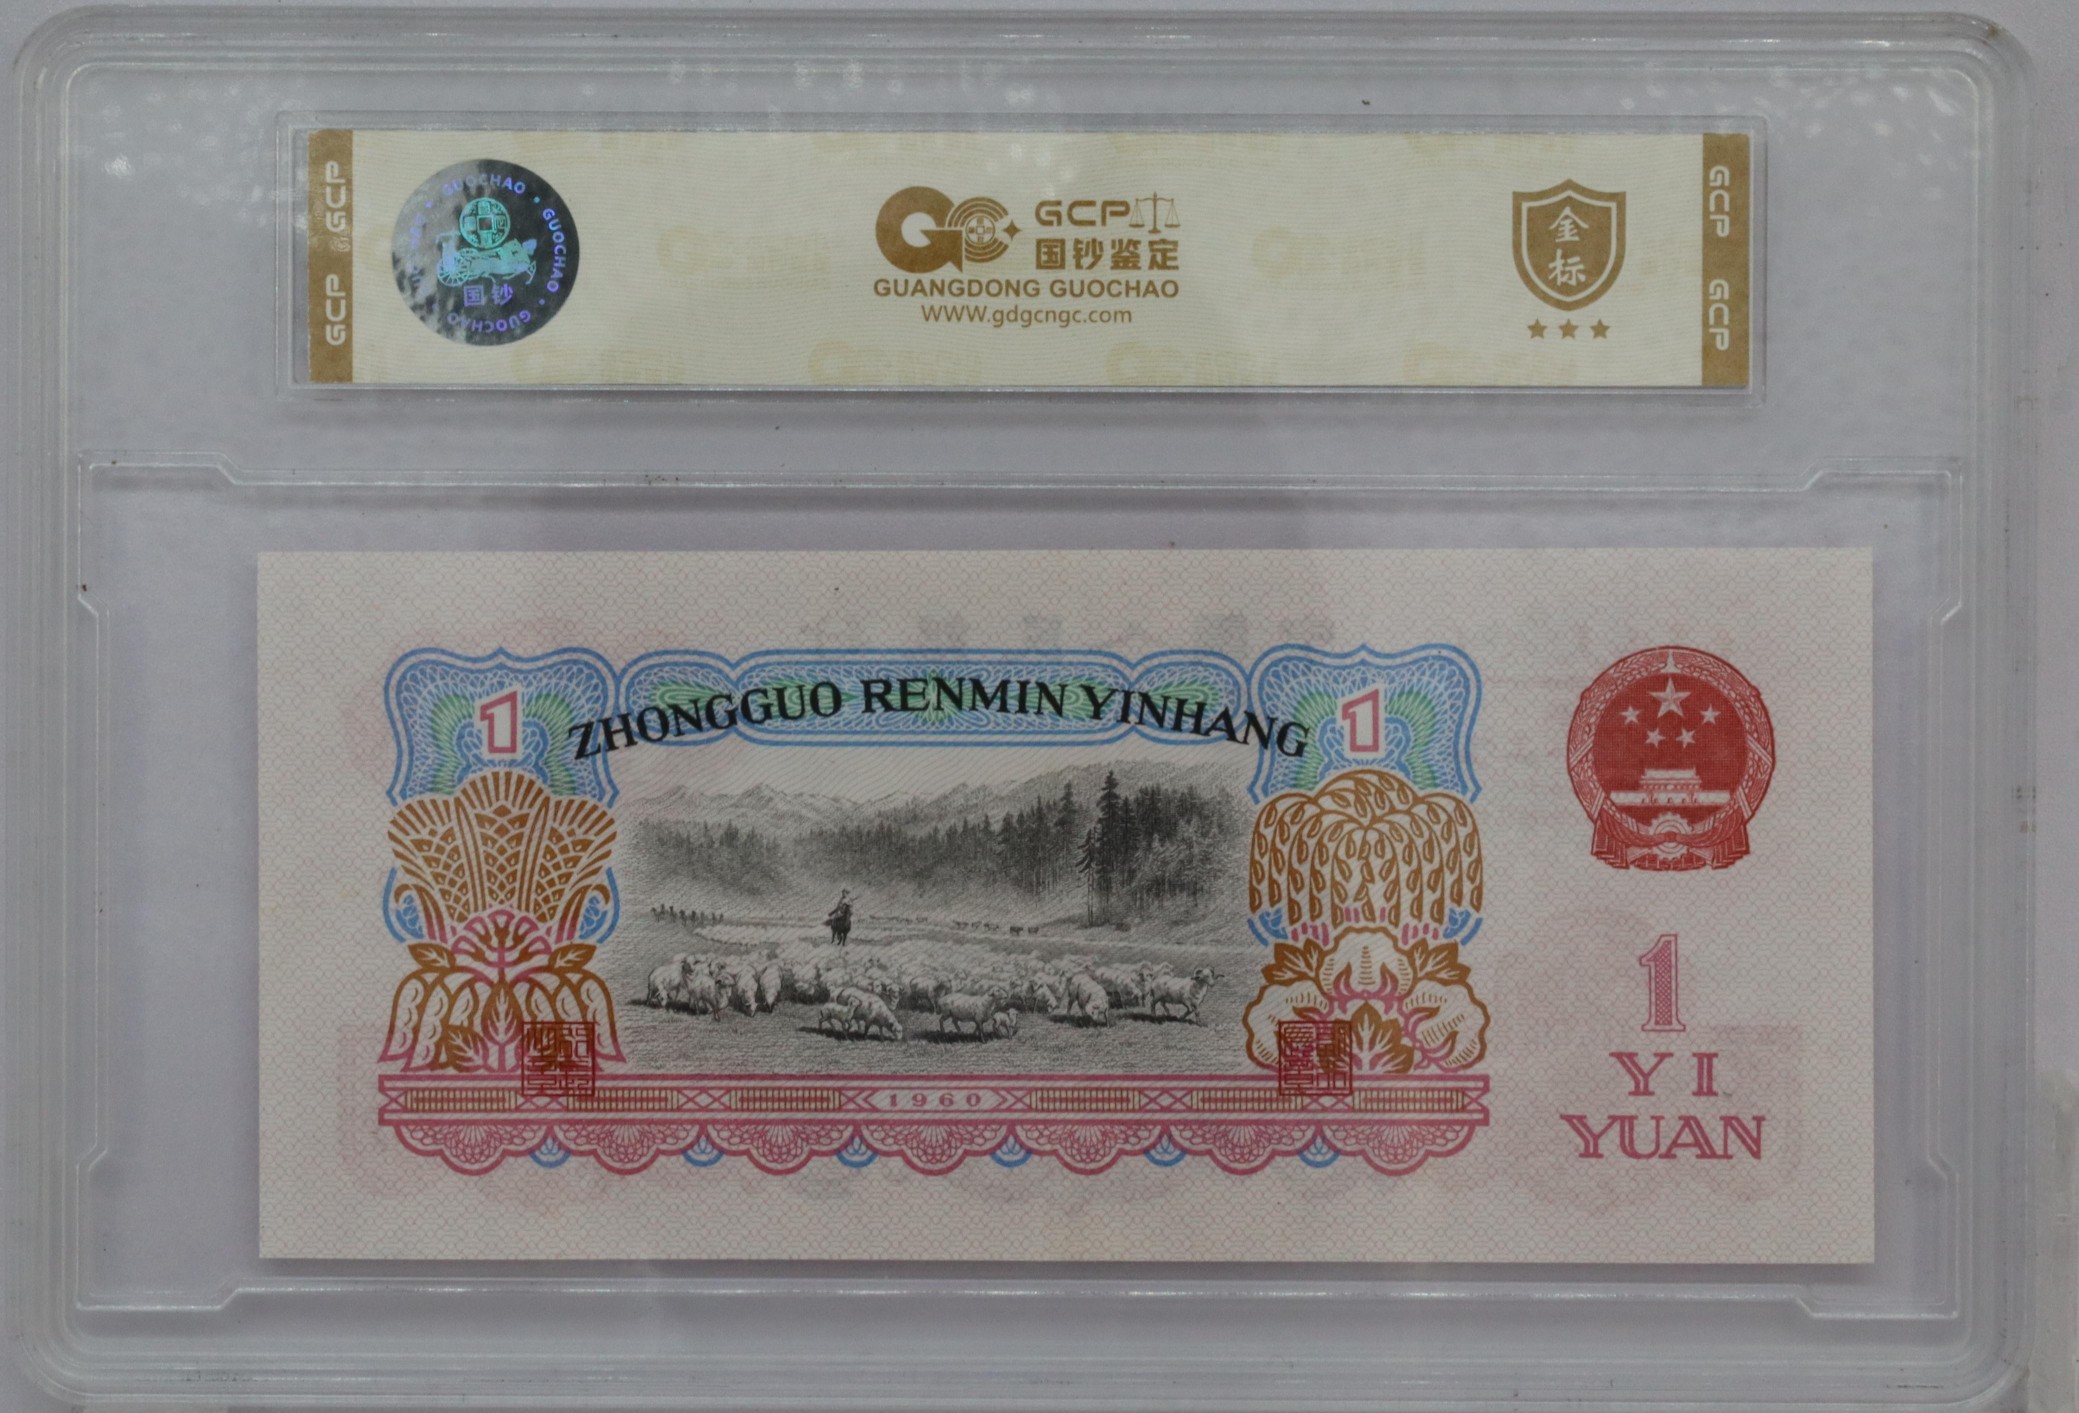 GCP GCP
GUOCHAO · GUOCHAO · GUOCHAO
国钞
GCP
国钞鉴定
GUANGDONG GUOCHAO
WWW.gdgcngc.com
金标
GCP GCP
1
ZHONGGUO RENMIN YINHANG
1
1960
1
YI
YUAN